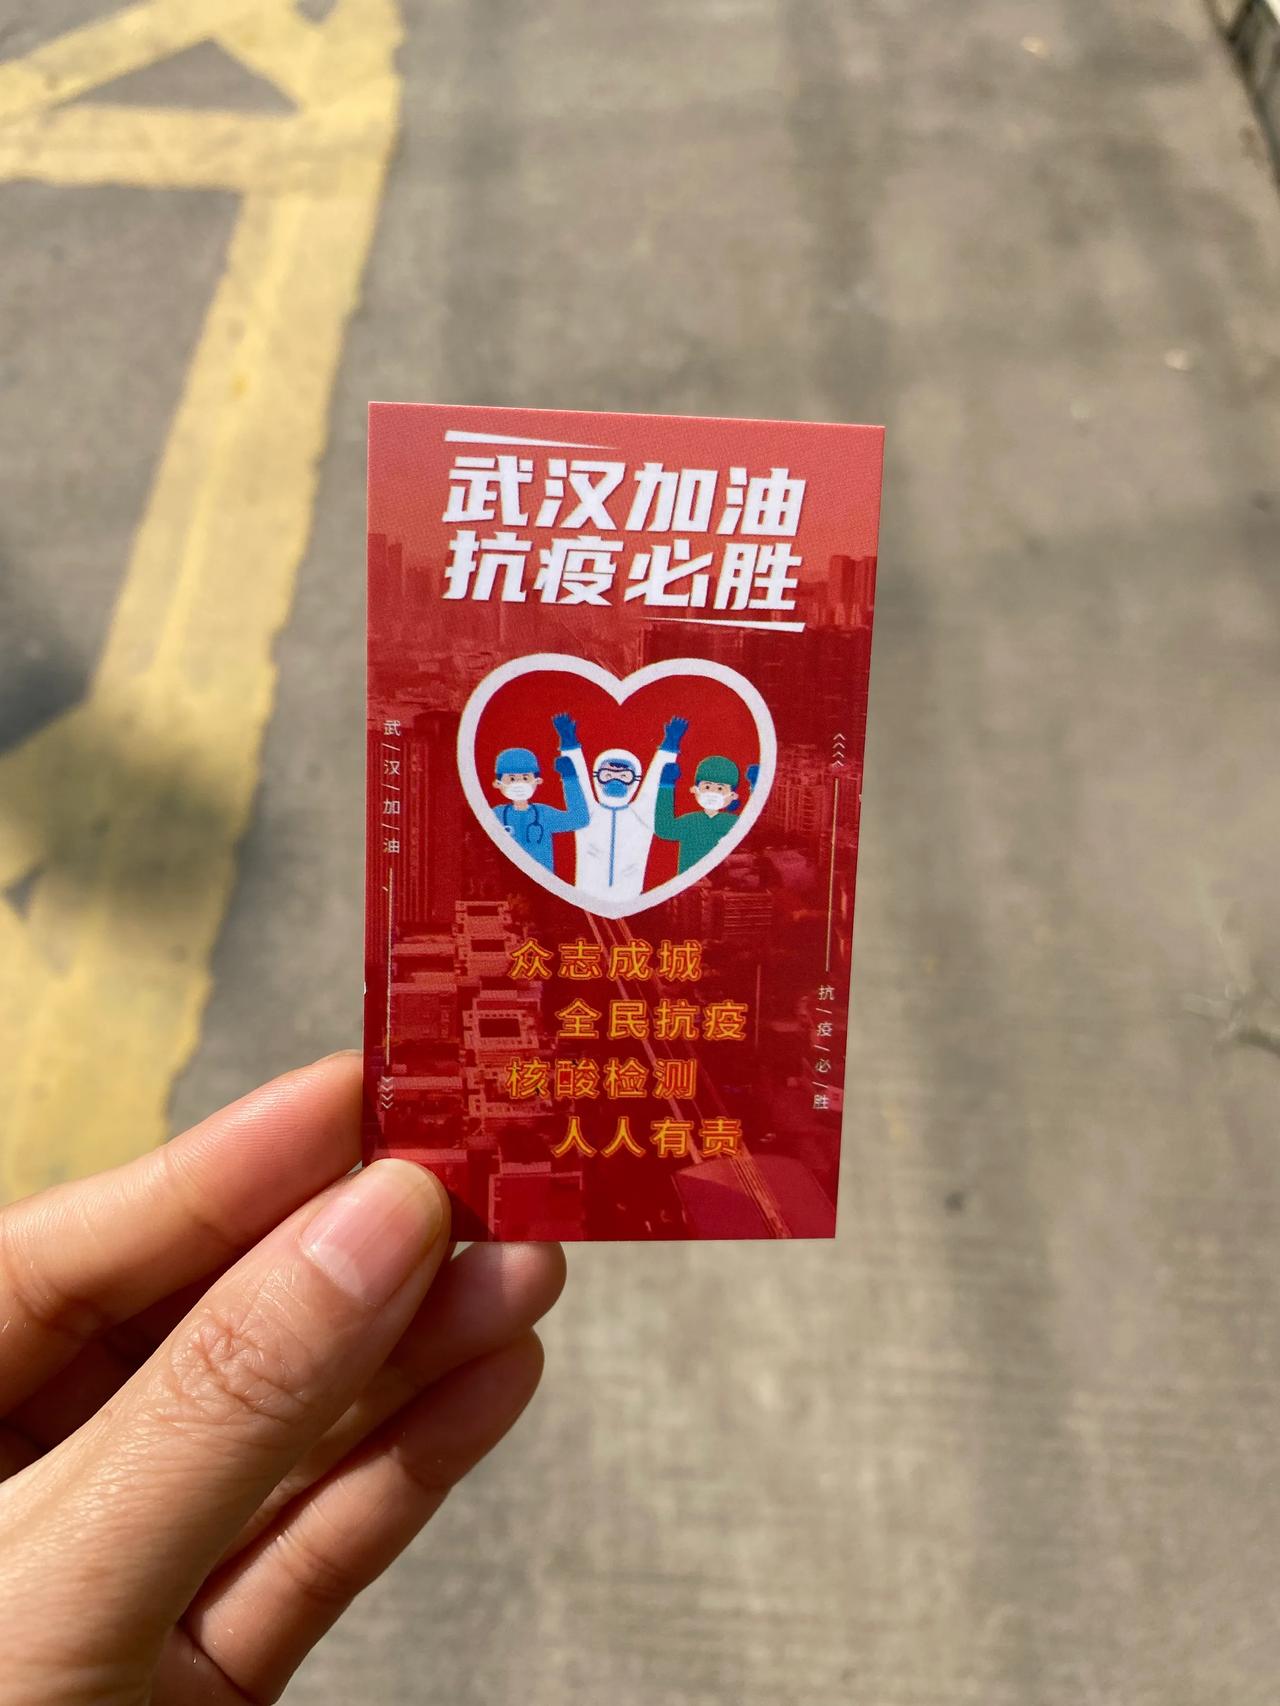 武汉加油
抗疫必胜
武/汉/加/油
众志成城
全民抗疫
核酸检测
人人有责
抗/疫/必/胜